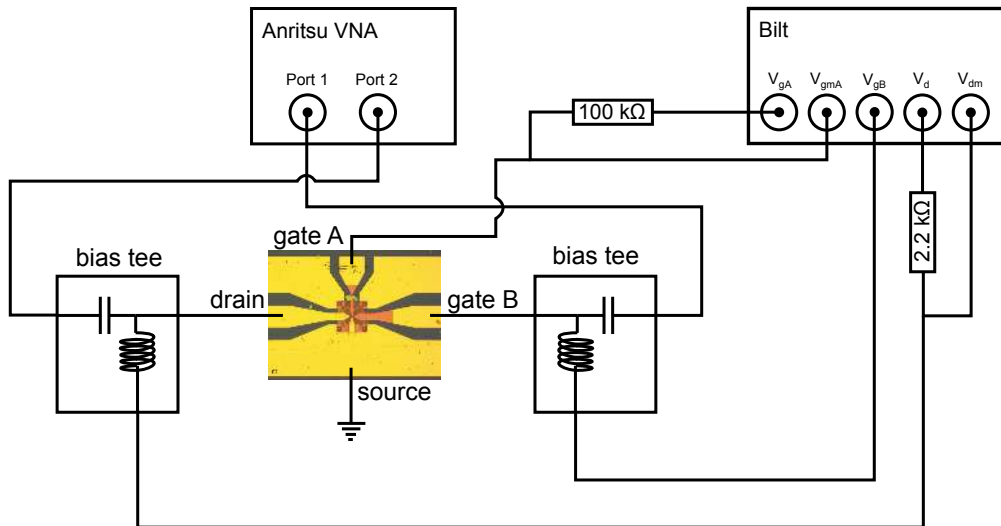 Anritsu VNA
Port 1
Port 2
Bilt
V_gA
V_gmA
V_gB
V_d
V_dm
100 kΩ
2.2 kΩ
gate A
bias tee
bias tee
drain
gate B
source